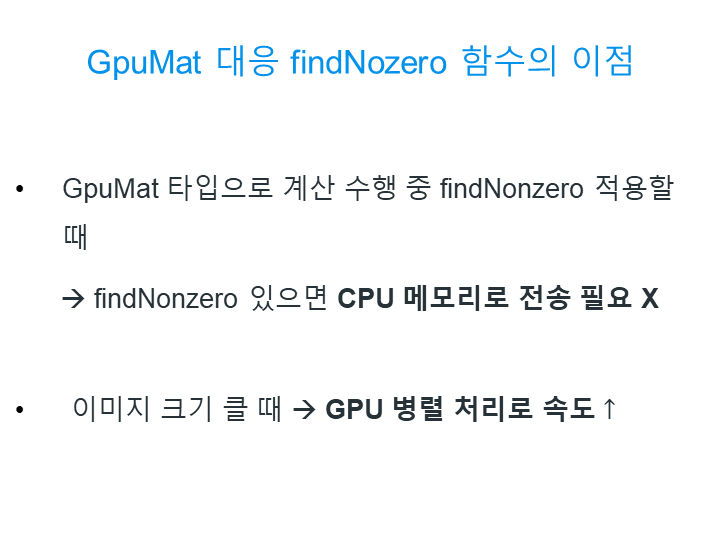 GpuMat 대응 findNozero 함수의 이점
• GpuMat 타입으로 계산 수행 중 findNonzero 적용할
때
→ findNonzero 있으면 CPU 메모리로 전송 필요 X
• 이미지 크기 클 때 → GPU 병렬 처리로 속도↑